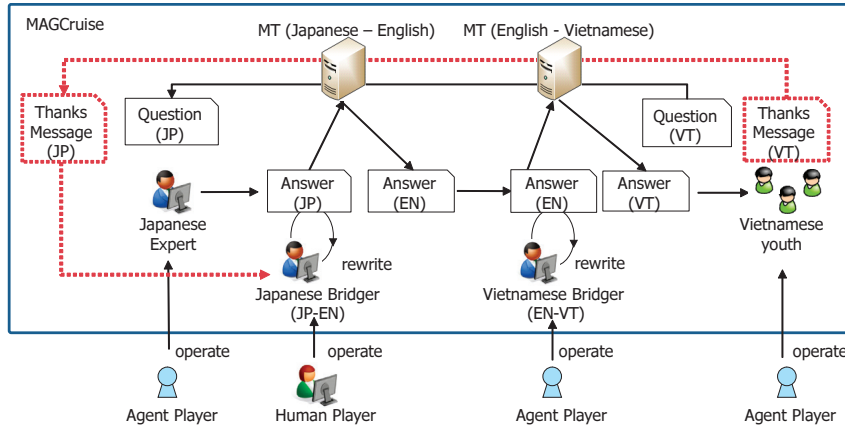 MAGCruise
MT (Japanese – English)
MT (English - Vietnamese)
Thanks
Message
(JP)
Question
(JP)
Question
(VT)
Thanks
Message
(VT)
Answer
(JP)
Answer
(EN)
Answer
(EN)
Answer
(VT)
Japanese
Expert
Vietnamese
youth
rewrite
rewrite
Japanese Bridger
(JP-EN)
Vietnamese Bridger
(EN-VT)
operate
operate
operate
operate
Agent Player
Human Player
Agent Player
Agent Player